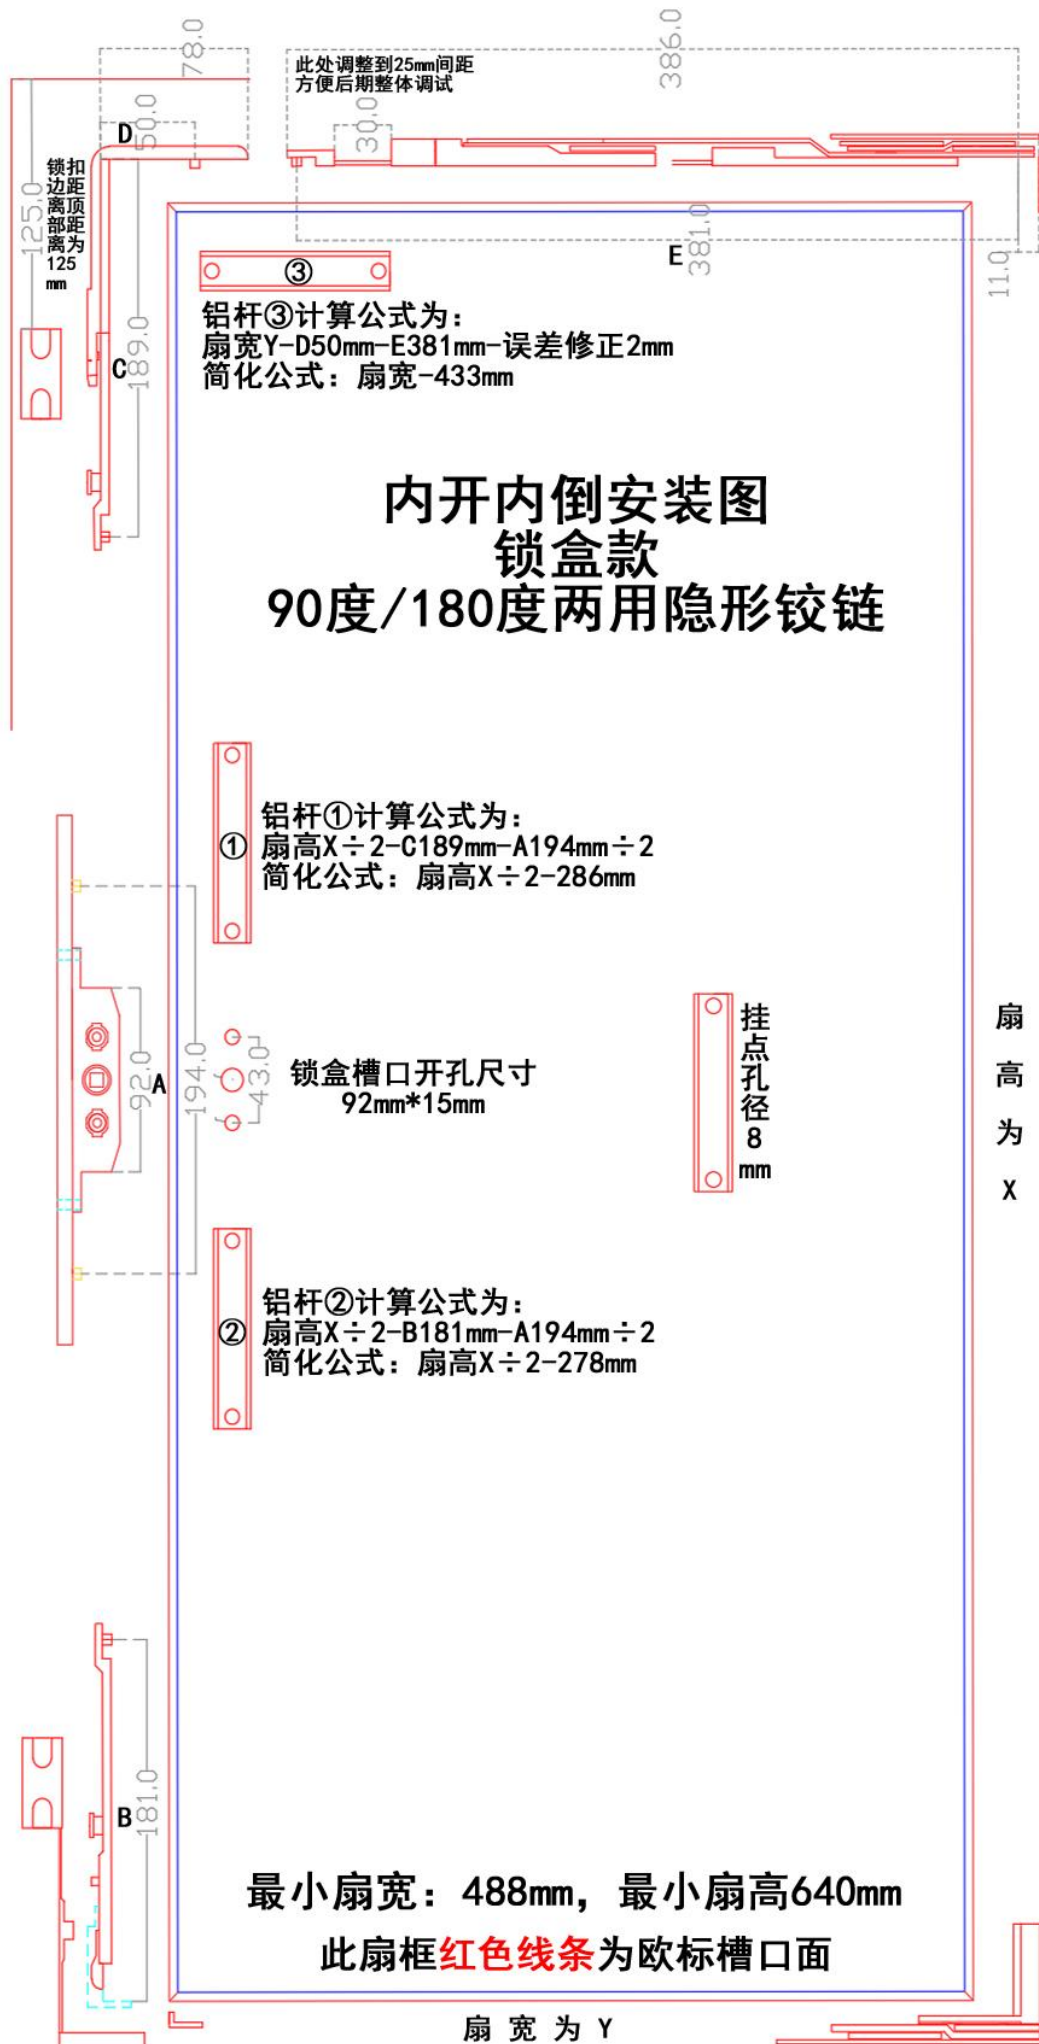 78.0
386.0
此处调整到25mm间距
方便后期整体调试
D
50.0
30.0
125.0
锁扣
边距
离顶
部距
离为
125
mm
381.0
E
11.0
③
铝杆③计算公式为：
扇宽Y-D50mm-E381mm-误差修正2mm
简化公式：扇宽-433mm
C
189.0
内开内倒安装图
锁盒款
90度/180度两用隐形铰链
铝杆①计算公式为：
① 扇高X÷2-C189mm-A194mm÷2
简化公式：扇高X÷2-286mm
92.0
A
194.0
43.0
锁盒槽口开孔尺寸
92mm*15mm
挂
点
孔
径
8
mm
扇
高
为
X
铝杆②计算公式为：
② 扇高X÷2-B181mm-A194mm÷2
简化公式：扇高X÷2-278mm
B
181.0
最小扇宽：488mm，最小扇高640mm
此扇框红色线条为欧标槽口面
扇 宽 为 Y